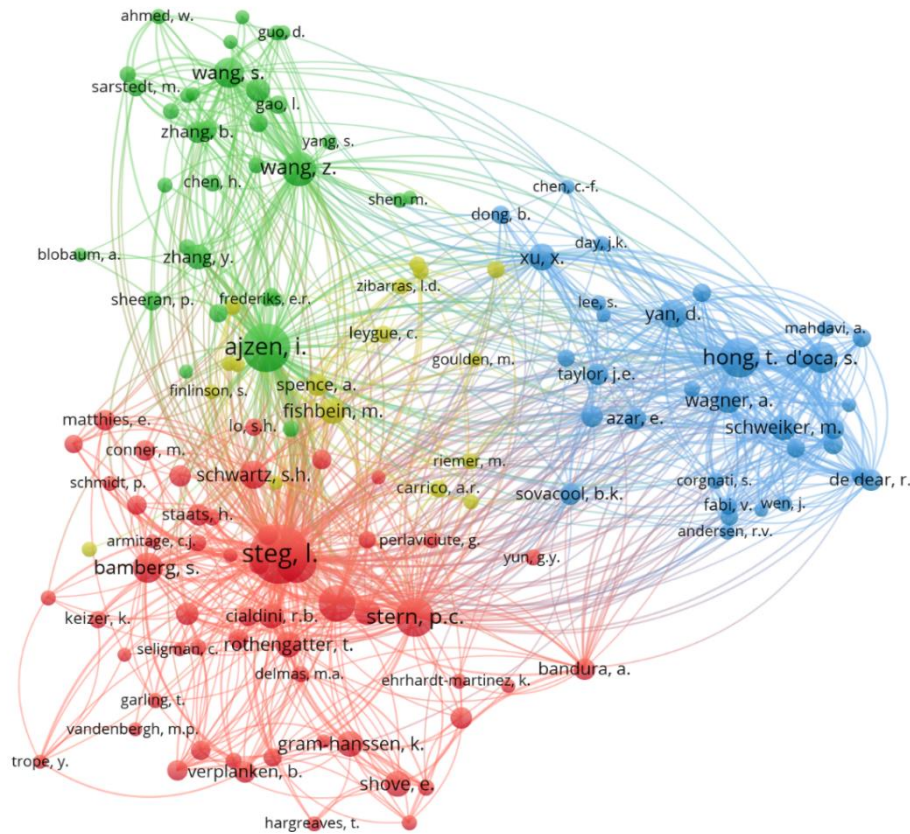 ahmed, w.
guo, d.
wang, s.
sarstedt, m.
gao, l.
zhang, b.
yang, s.
wang, z.
chen, h.
shen, m.
chen, c.-f.
dong, b.
day, j.k.
blobaum, a.
zhang, y.
xu, x.
zibarras, l.d.
sheeran, p.
frederiks, e.r.
lee, s.
yan, d.
mahdavi, a.
leygue, c.
ajzen, i.
goulden, m.
hong, t.
d'oca, s.
taylor, j.e.
finlinson, s.
spence, a.
wagner, a.
fishbein, m.
azar, e.
matthies, e.
lo, s.h.
schweiker, m.
conner, m.
riemer, m.
schmidt, p.
schwartz, s.h.
carrico, a.r.
sovacool, b.k.
corgnati, s.
de dear, r.
fabi, v.
wen, j.
staats, h.
andersen, r.v.
armitage, c.j.
perlaviciute, g.
steg, l.
yun, g.y.
bamberg, s.
keizer, k.
cialdini, r.b.
stern, p.c.
seligman, c.
rothengatter, t.
delmas, m.a.
ehrhardt-martinez, k.
bandura, a.
garling, t.
vandenbergh, m.p.
gram-hanssen, k.
trope, y.
verplanken, b.
shove, e.
hargreaves, t.